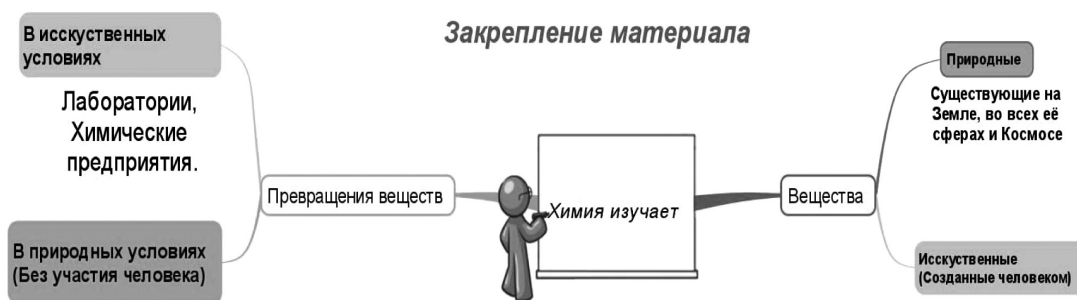 Закрепление материала
В исскуственных
условиях
Лаборатории,
Химические
предприятия.
Превращения веществ
В природных условиях
(Без участия человека)
Химия изучает
Вещества
Природные
Существующие на
Земле, во всех её
сферах и Космосе
Исскуственные
(Созданные человеком)